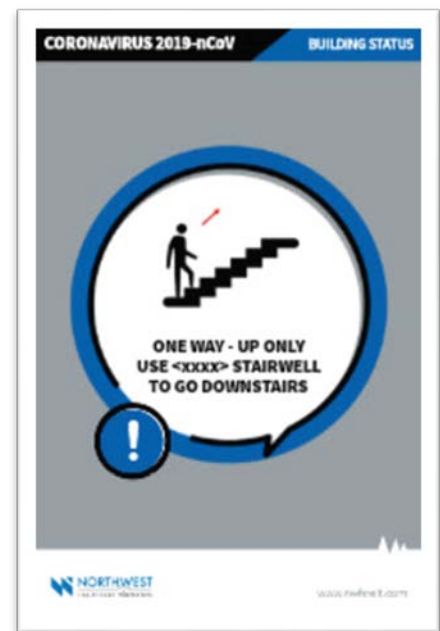 CORONAVIRUS 2019-nCoV
BUILDING STATUS
ONE WAY - UP ONLY
USE <xxxx> STAIRWELL
TO GO DOWNSTAIRS
!
NORTHWEST